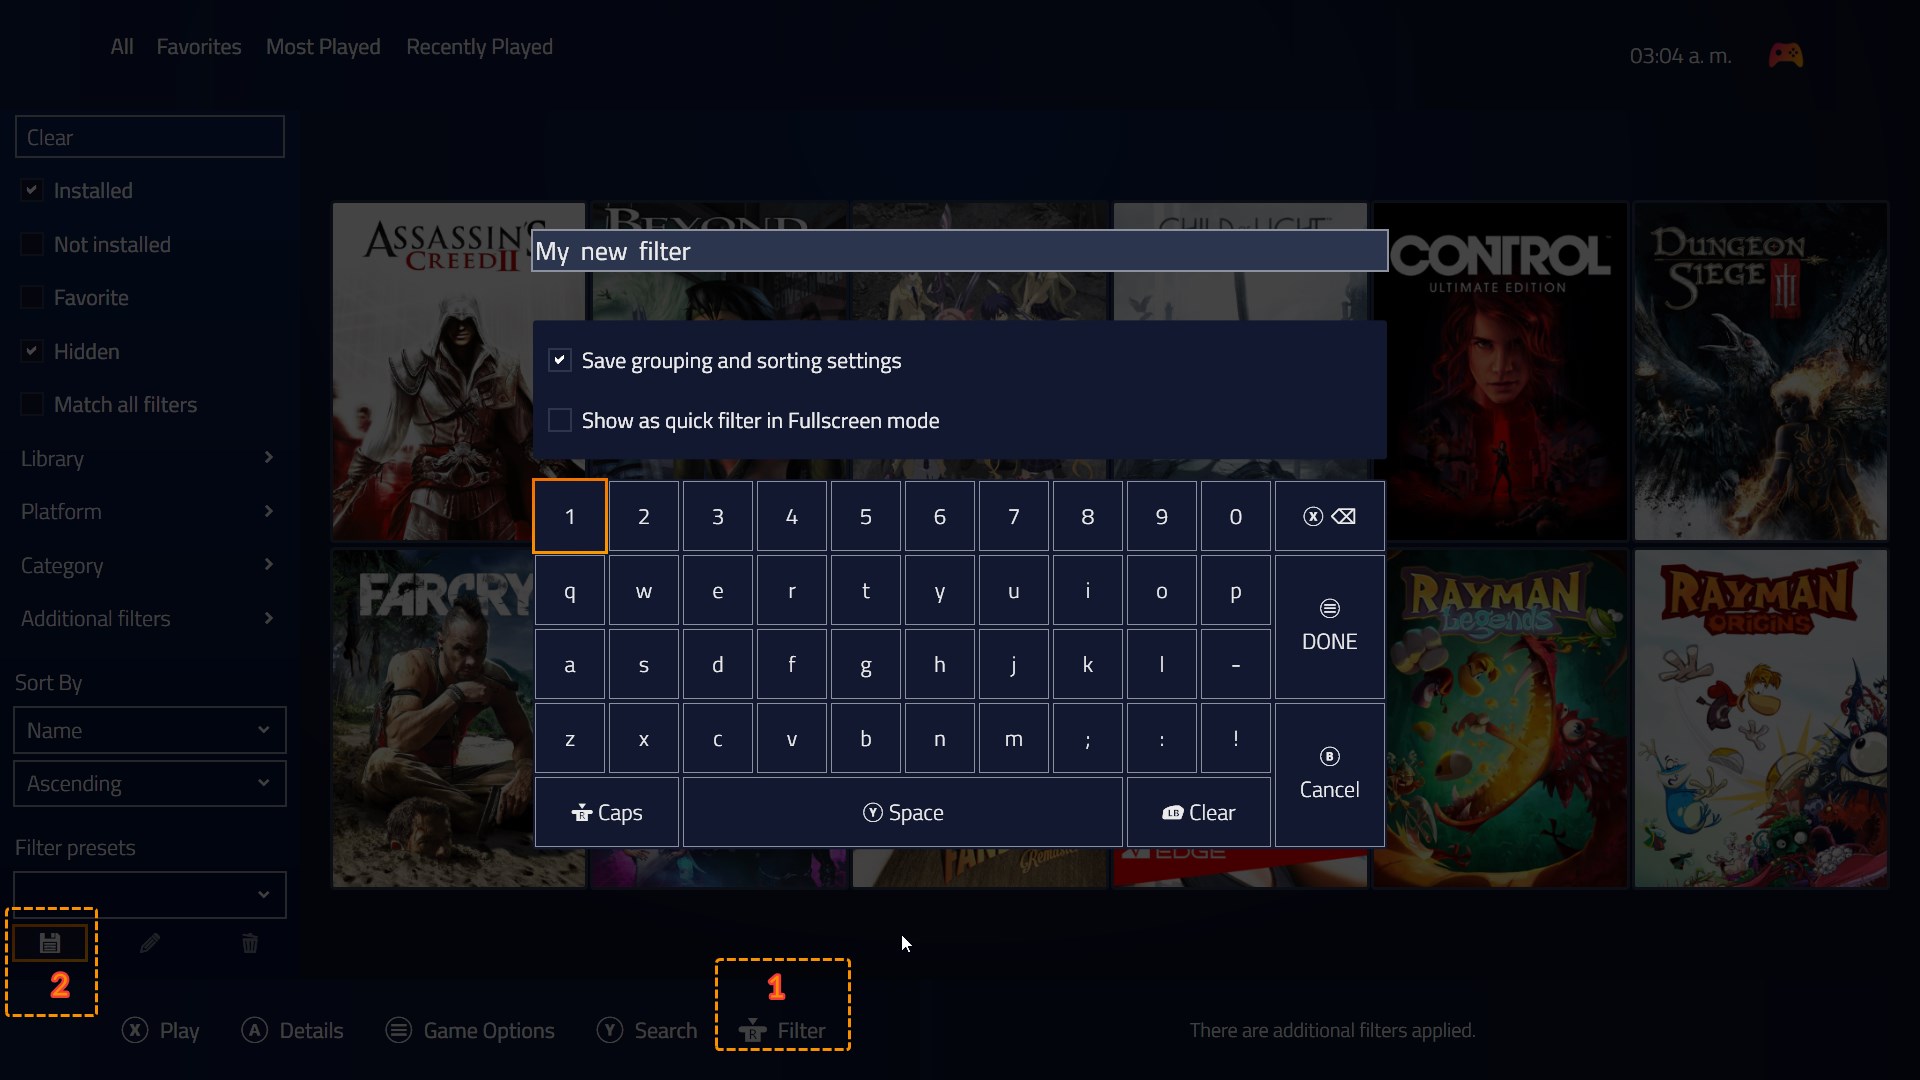 All Favorites Most Played Recently Played
03:04 a. m.
Clear
Installed
Not installed
Favorite
Hidden
Match all filters
Library
Platform
Category
Additional filters
Sort By
Name
Ascending
Filter presets
2
ASSASSIN'S
CREED II
BEYOND
CHILD OF LIGHT
CONTROL
ULTIMATE EDITION
DUNGEON
SIEGE III
FARCRY
RAYMAN
Legends
RAYMAN
ORIGINS
EDGE
My new filter
Save grouping and sorting settings
Show as quick filter in Fullscreen mode
1 2 3 4 5 6 7 8 9 0 X
q w e r t y u i o p
DONE
a s d f g h j k l -
z x c v b n m ; : !
B
Cancel
R Caps Y Space LB Clear
1
X Play A Details Game Options Y Search R Filter
There are additional filters applied.